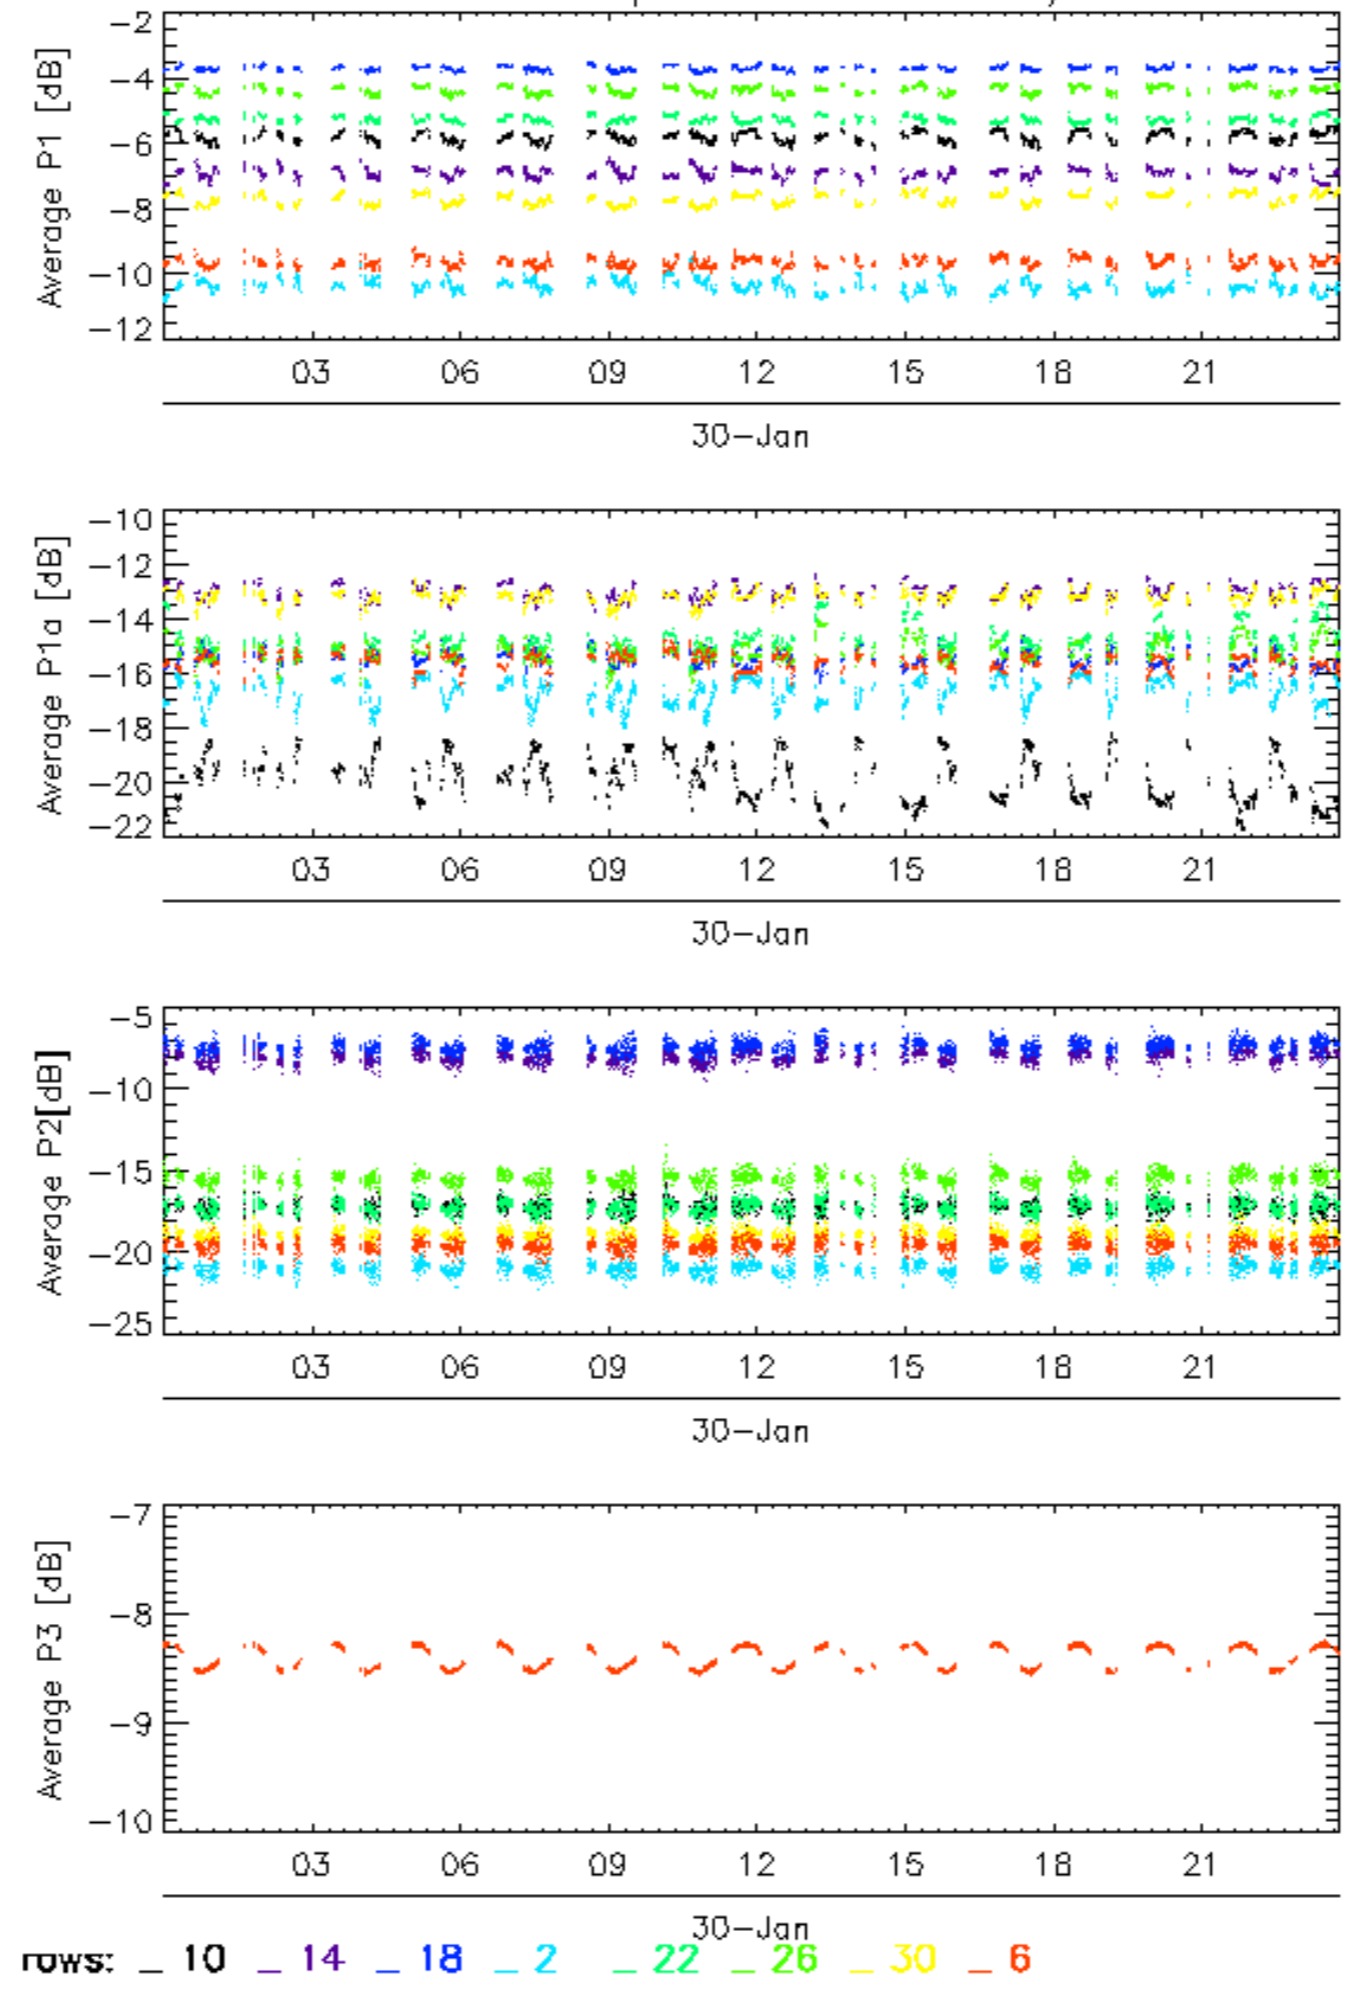 Average P1 [dB]
−2
−4
−6
−8
−10
−12
03 06 09 12 15 18 21
30−Jan
Average P1a [dB]
−10
−12
−14
−16
−18
−20
−22
03 06 09 12 15 18 21
30−Jan
Average P2[dB]
−5
−10
−15
−20
−25
03 06 09 12 15 18 21
30−Jan
Average P3 [dB]
−7
−8
−9
−10
03 06 09 12 15 18 21
30−Jan
rows: _ 10 _ 14 _ 18 _ 2 _ 22 _ 26 _ 30 _ 6